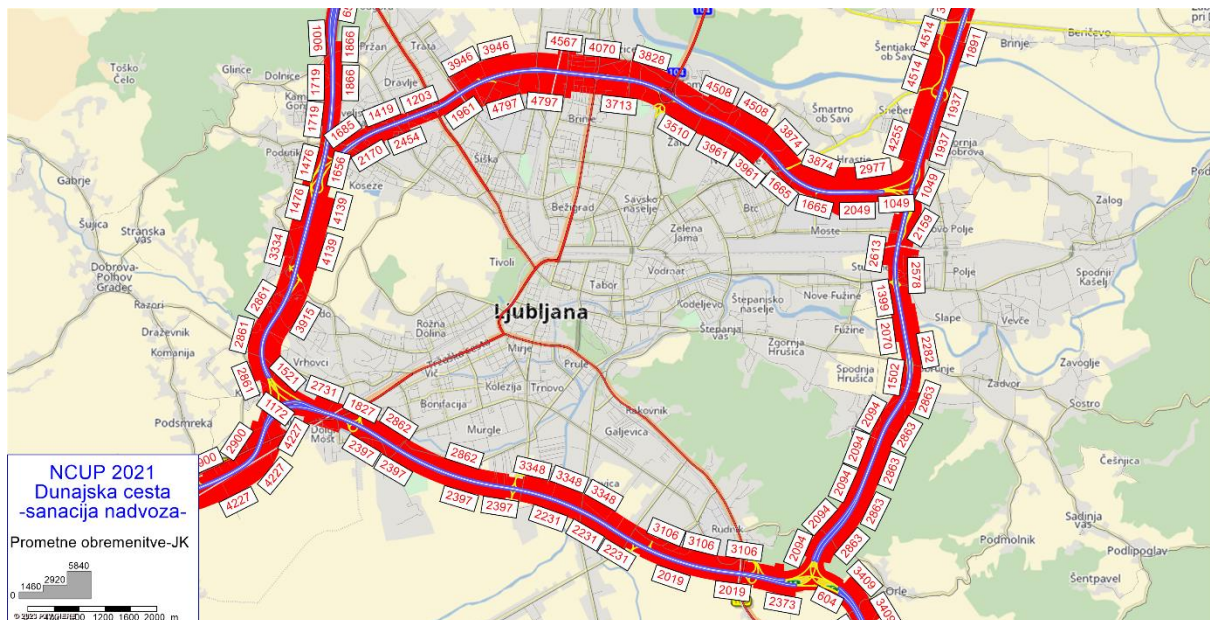 1006
1866
1866
1719
1719
1685
1419
1203
2170
2454
1476
1476
1656
4139
4139
3334
2861
2861
2861
3915
3946
3946
4567
4070
3828
1961
4797
4797
3713
4508
4508
3874
3874
2977
3510
3961
3961
1665
1665
2049
1049
4514
4514
1891
1937
1937
4255
1049
2159
2613
2578
1399
2070
2282
1502
2863
2094
2863
2094
2863
2094
2863
2094
2863
2094
3409
3409
604
2373
1521
2731
1827
2862
1172
4227
2900
4227
4227
2397
2397
2862
3348
3348
3348
2397
2397
2231
2231
2231
3106
3106
3106
2019
2019
Toško
Čelo
Glince
Dolnice
Pržan
Trata
Dravlje
Podutik
Koseze
Šiška
Brinje
Bežigrad
Savsko
naselje
Zelena
Jama
Btc
Moste
Tivoli
Tabor
Vodmat
Kodeljevo
Štepansko
naselje
Nove Fužine
Fužine
Štepanja
vas
Zgornja
Hrušica
Spodnja
Hrušica
Ljubljana
Rožna
Dolina
Mirje
Prule
Vič
Tržaška cesta
Kolezija
Trnovo
Bonifacija
Murgle
Rakovnik
Galjevica
Rudnik
Vrhovci
Dolgi
Most
Gabrje
Šujica
Stranska
vas
Dobrova-
Polhov
Gradec
Razori
Draževnik
Komanija
Podsmreka
Šentjakob
ob Savi
Brinje
Beričevo
Šmartno
ob Savi
Hrastje
Zalog
Novo Polje
Polje
Spodnji
Kašelj
Slape
Vevče
Zavoglje
Zadvor
Sostro
Češnjica
Sadinja
vas
Podmolnik
Podlipoglav
Šentpavel
Orle
104
NCUP 2021
Dunajska cesta
-sanacija nadvoza-
Prometne obremenitve-JK
5840
2920
1460
0
1200 1600 2000 m